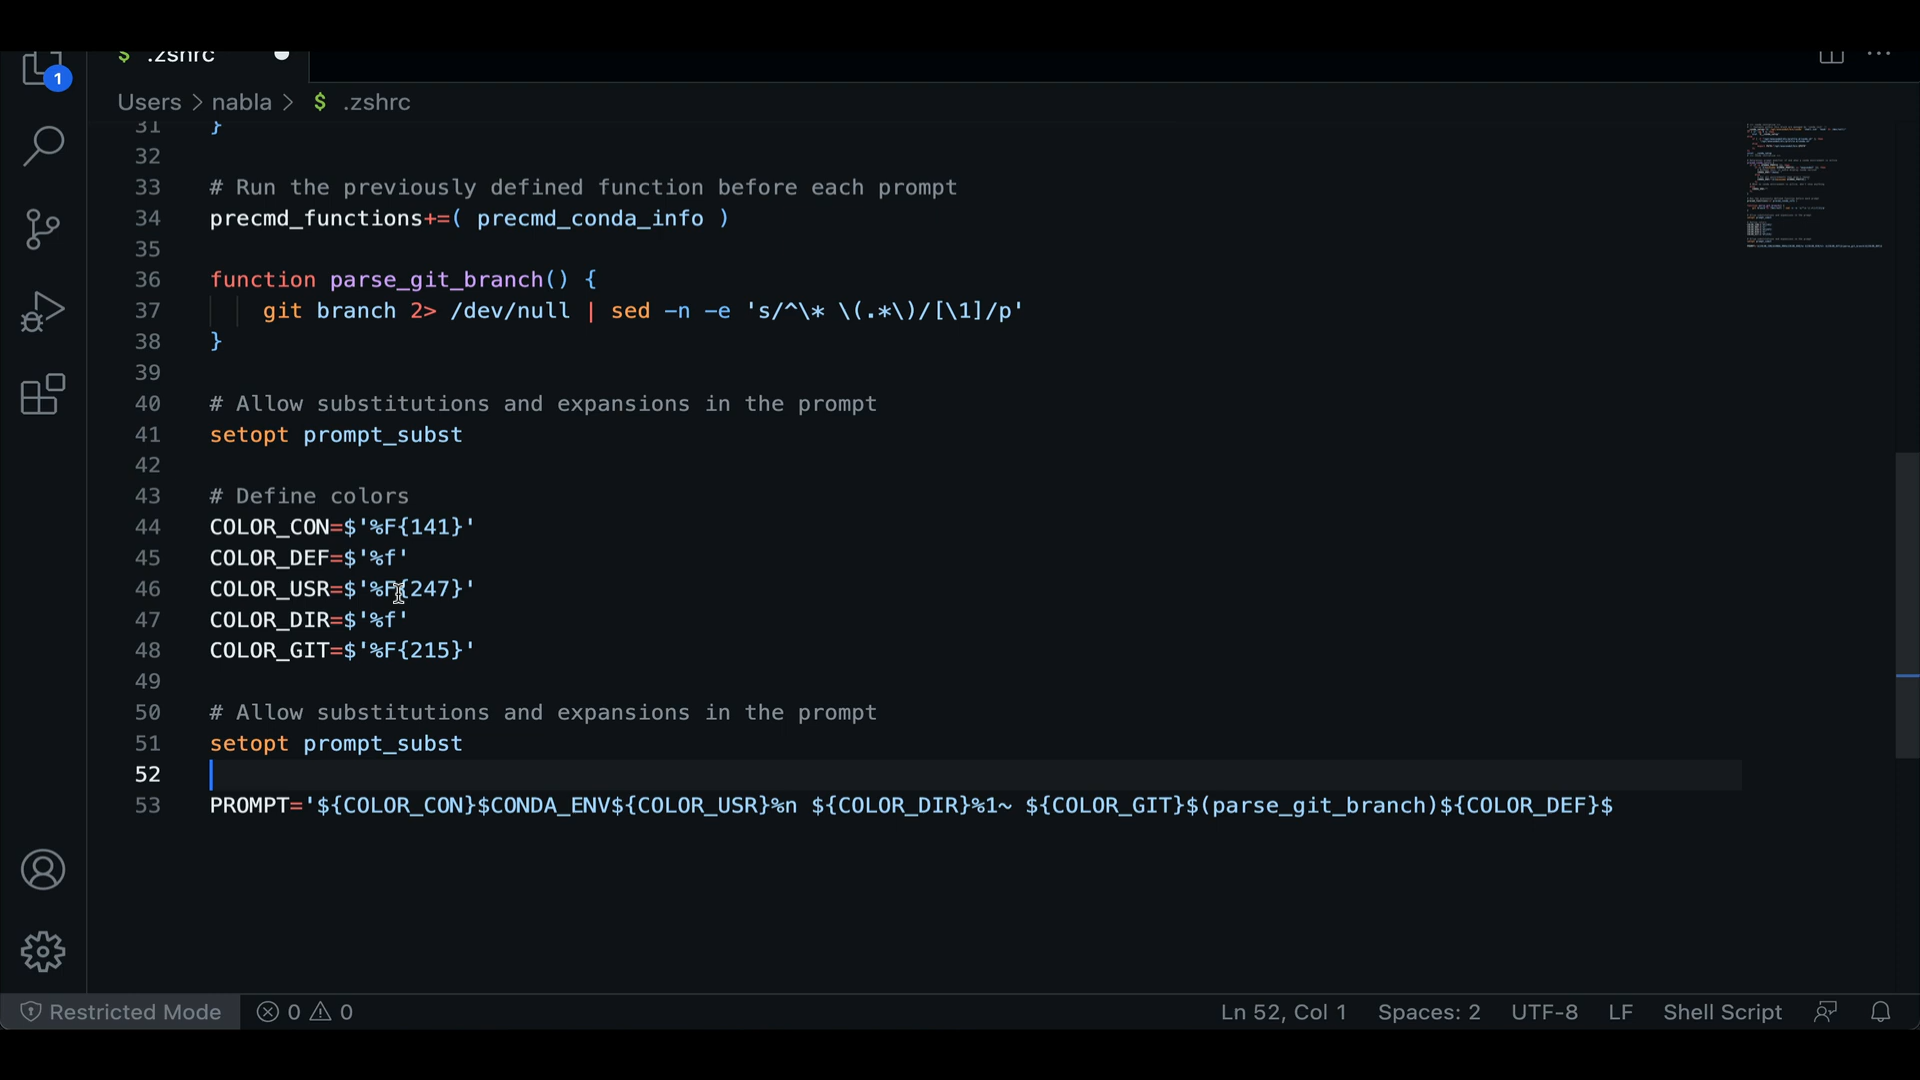 $ .zshrc
1
Users > nabla > $ .zshrc
31 }
32
33 # Run the previously defined function before each prompt
34 precmd_functions+=( precmd_conda_info )
35
36 function parse_git_branch() {
37 git branch 2> /dev/null | sed -n -e 's/^\* \(.*\)/[\1]/p'
38 }
39
40 # Allow substitutions and expansions in the prompt
41 setopt prompt_subst
42
43 # Define colors
44 COLOR_CON=$'%F{141}'
45 COLOR_DEF=$'%f'
46 COLOR_USR=$'%F{247}'
47 COLOR_DIR=$'%f'
48 COLOR_GIT=$'%F{215}'
49
50 # Allow substitutions and expansions in the prompt
51 setopt prompt_subst
52
53 PROMPT='${COLOR_CON}$CONDA_ENV${COLOR_USR}%n ${COLOR_DIR}%1~ ${COLOR_GIT}$(parse_git_branch)${COLOR_DEF}$
Restricted Mode 0 0 Ln 52, Col 1 Spaces: 2 UTF-8 LF Shell Script